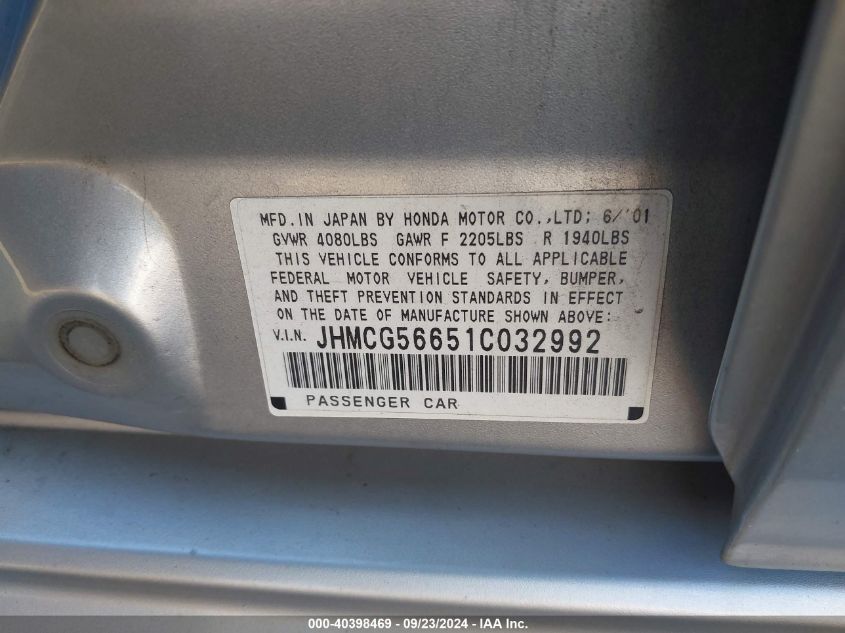 MFD. IN JAPAN BY HONDA MOTOR CO., LTD; 6/'01
GVWR 4080LBS GAWR F 2205LBS R 1940LBS
THIS VEHICLE CONFORMS TO ALL APPLICABLE
FEDERAL MOTOR VEHICLE SAFETY, BUMPER,
AND THEFT PREVENTION STANDARDS IN EFFECT
ON THE DATE OF MANUFACTURE SHOWN ABOVE:
V.I.N. JHMCG56651C032992
PASSENGER CAR
000-40398469 - 09/23/2024 - IAA Inc.